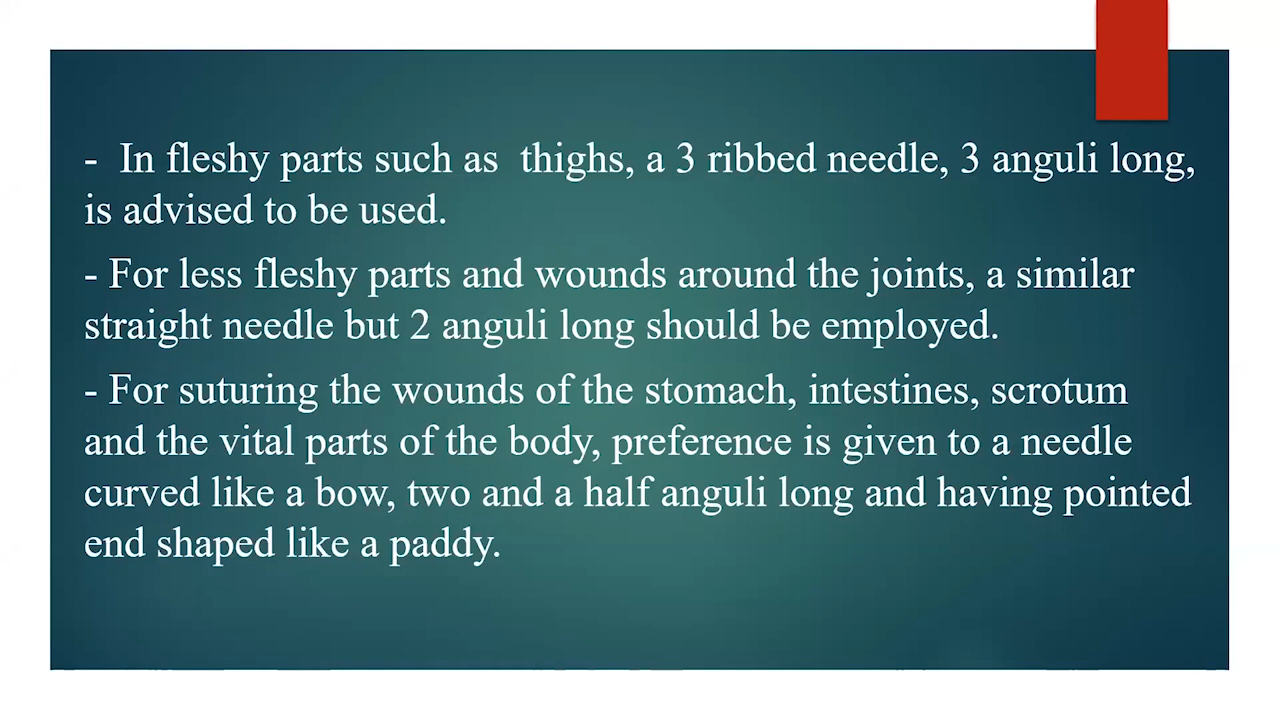 - In fleshy parts such as thighs, a 3 ribbed needle, 3 anguli long,
is advised to be used.
- For less fleshy parts and wounds around the joints, a similar
straight needle but 2 anguli long should be employed.
- For suturing the wounds of the stomach, intestines, scrotum
and the vital parts of the body, preference is given to a needle
curved like a bow, two and a half anguli long and having pointed
end shaped like a paddy.